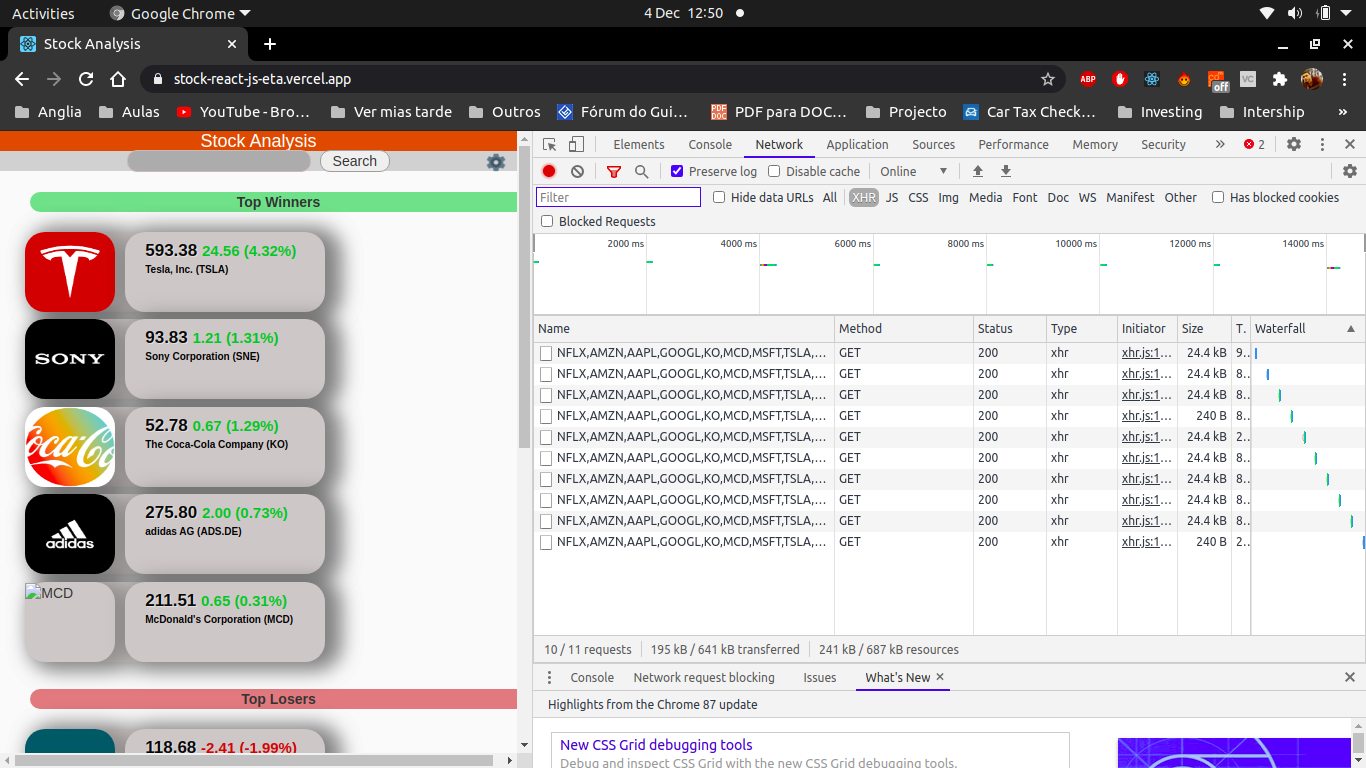 Activities Google Chrome 4 Dec 12:50
Stock Analysis
stock-react-js-eta.vercel.app ABP off VC
Anglia Aulas YouTube - Bro... Ver mias tarde Outros Fórum do Gui... PDF para DOC... Projecto Car Tax Check... Investing Intership »
Stock Analysis
Search
Top Winners
593.38 24.56 (4.32%)
Tesla, Inc. (TSLA)
SONY
93.83 1.21 (1.31%)
Sony Corporation (SNE)
Coca-Co
52.78 0.67 (1.29%)
The Coca-Cola Company (KO)
adidas
275.80 2.00 (0.73%)
adidas AG (ADS.DE)
MCD
211.51 0.65 (0.31%)
McDonald's Corporation (MCD)
Top Losers
118.68 -2.41 (-1.99%)
Elements Console Network Application Sources Performance Memory Security » 2
Preserve log Disable cache Online
Filter Hide data URLs All XHR JS CSS Img Media Font Doc WS Manifest Other Has blocked cookies
Blocked Requests
2000 ms 4000 ms 6000 ms 8000 ms 10000 ms 12000 ms 14000 ms
Name Method Status Type Initiator Size T. Waterfall
NFLX,AMZN,AAPL,GOOGL,KO,MCD,MSFT,TSLA,... GET 200 xhr xhr.js:1... 24.4 kB 9..
NFLX,AMZN,AAPL,GOOGL,KO,MCD,MSFT,TSLA,... GET 200 xhr xhr.js:1... 24.4 kB 8..
NFLX,AMZN,AAPL,GOOGL,KO,MCD,MSFT,TSLA,... GET 200 xhr xhr.js:1... 24.4 kB 8..
NFLX,AMZN,AAPL,GOOGL,KO,MCD,MSFT,TSLA,... GET 200 xhr xhr.js:1... 240 B 8..
NFLX,AMZN,AAPL,GOOGL,KO,MCD,MSFT,TSLA,... GET 200 xhr xhr.js:1... 24.4 kB 2..
NFLX,AMZN,AAPL,GOOGL,KO,MCD,MSFT,TSLA,... GET 200 xhr xhr.js:1... 24.4 kB 8..
NFLX,AMZN,AAPL,GOOGL,KO,MCD,MSFT,TSLA,... GET 200 xhr xhr.js:1... 24.4 kB 8..
NFLX,AMZN,AAPL,GOOGL,KO,MCD,MSFT,TSLA,... GET 200 xhr xhr.js:1... 24.4 kB 8..
NFLX,AMZN,AAPL,GOOGL,KO,MCD,MSFT,TSLA,... GET 200 xhr xhr.js:1... 24.4 kB 8..
NFLX,AMZN,AAPL,GOOGL,KO,MCD,MSFT,TSLA,... GET 200 xhr xhr.js:1... 240 B 2..
10 / 11 requests 195 kB / 641 kB transferred 241 kB / 687 kB resources
Console Network request blocking Issues What's New
Highlights from the Chrome 87 update
New CSS Grid debugging tools
Debug and inspect CSS Grid with the new CSS Grid debugging tools.